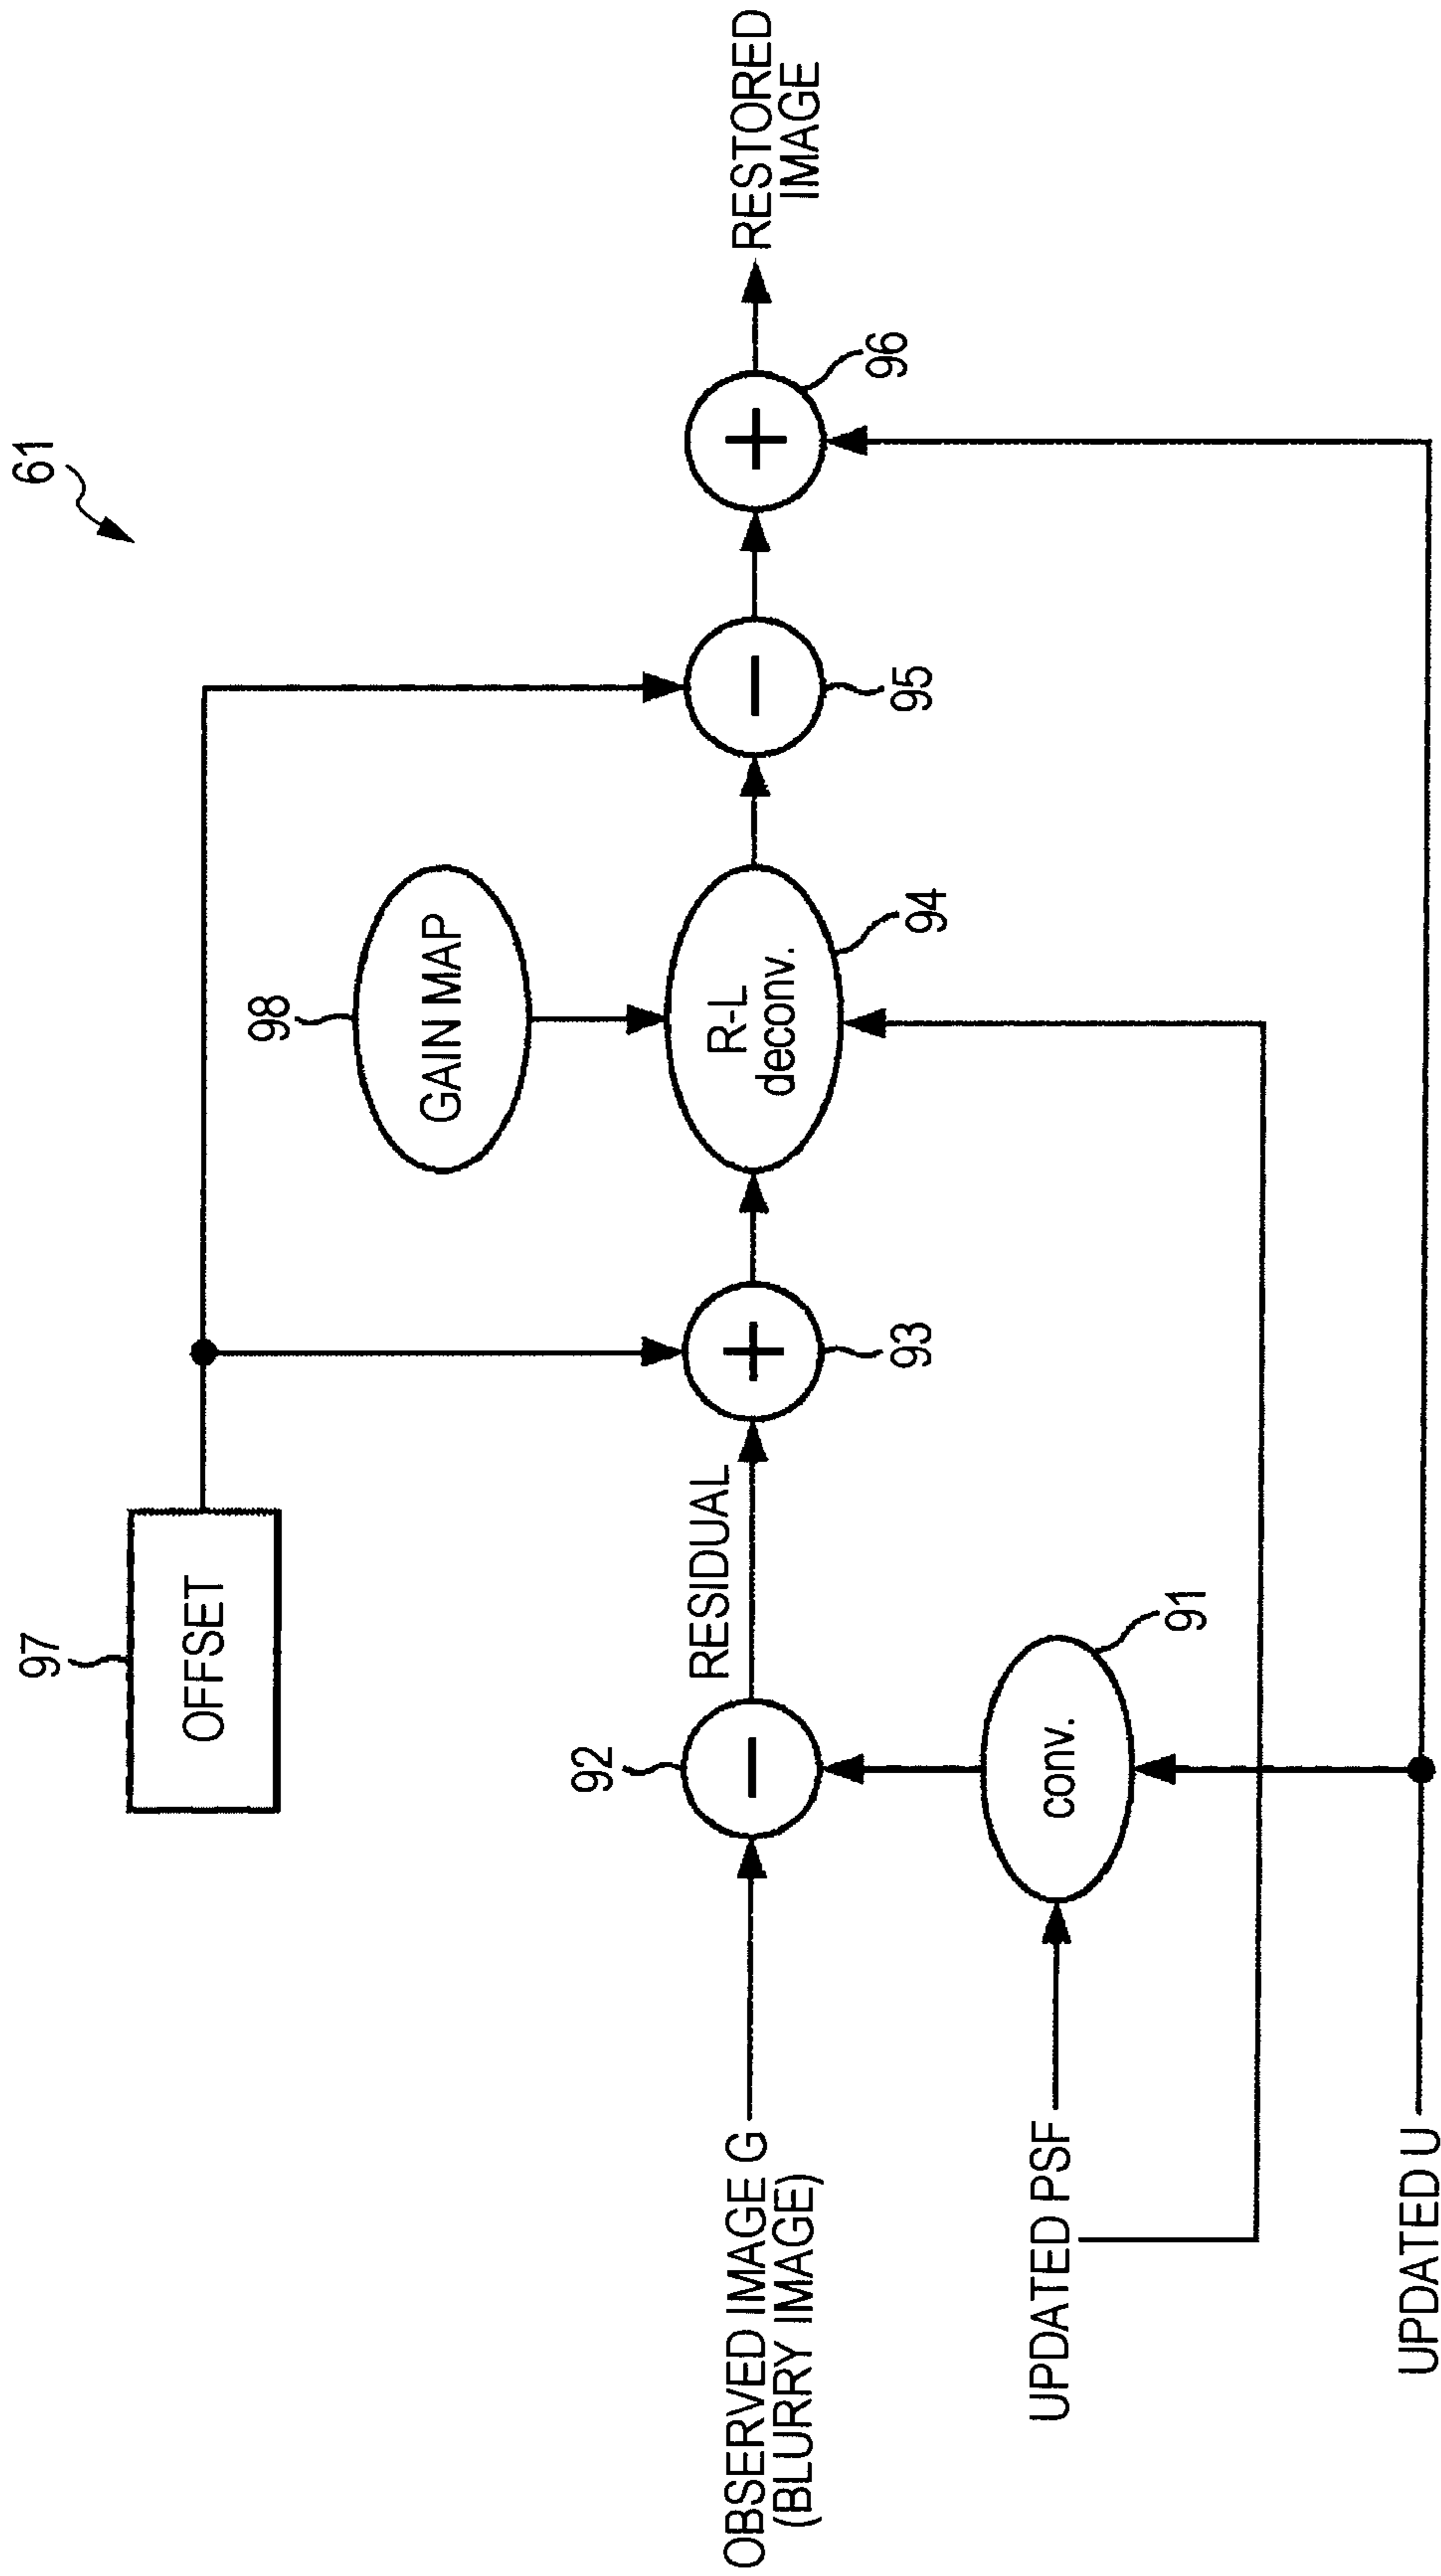 61
97
OFFSET
98
GAIN MAP
OBSERVED IMAGE G
(BLURRY IMAGE)
92
RESIDUAL
93
R-L
deconv.
94
95
96
RESTORED
IMAGE
UPDATED PSF
conv.
91
UPDATED U